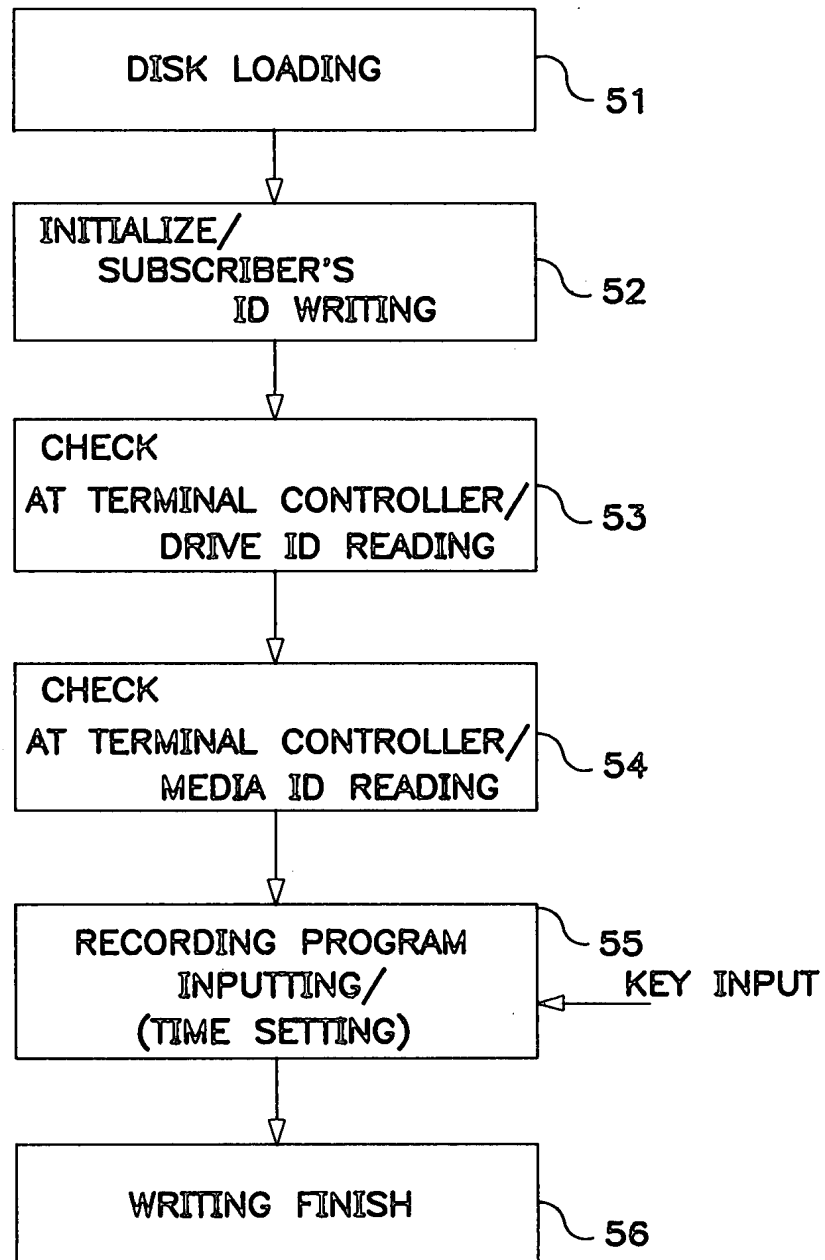 DISK LOADING
51
INITIALIZE/
SUBSCRIBER'S
ID WRITING
52
CHECK
AT TERMINAL CONTROLLER/
DRIVE ID READING
53
CHECK
AT TERMINAL CONTROLLER/
MEDIA ID READING
54
RECORDING PROGRAM
INPUTTING/
(TIME SETTING)
55
KEY INPUT
WRITING FINISH
56